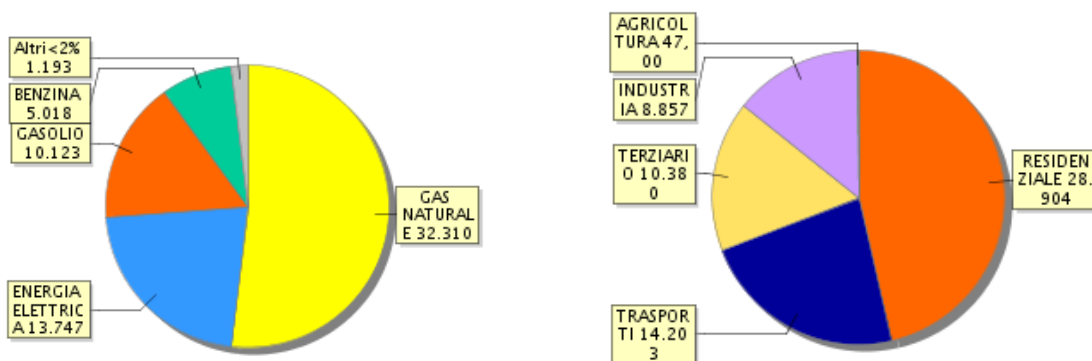 Altri<2%
1.193
BENZINA
5.018
GASOLIO
10.123
GAS
NATURAL
E 32.310
ENERGIA
ELETTRIC
A 13.747
AGRICOL
TURA 47,
00
INDUSTR
IA 8.857
TERZIARI
O 10.38
0
RESIDEN
ZIALE 28.
904
TRASPOR
TI 14.20
3